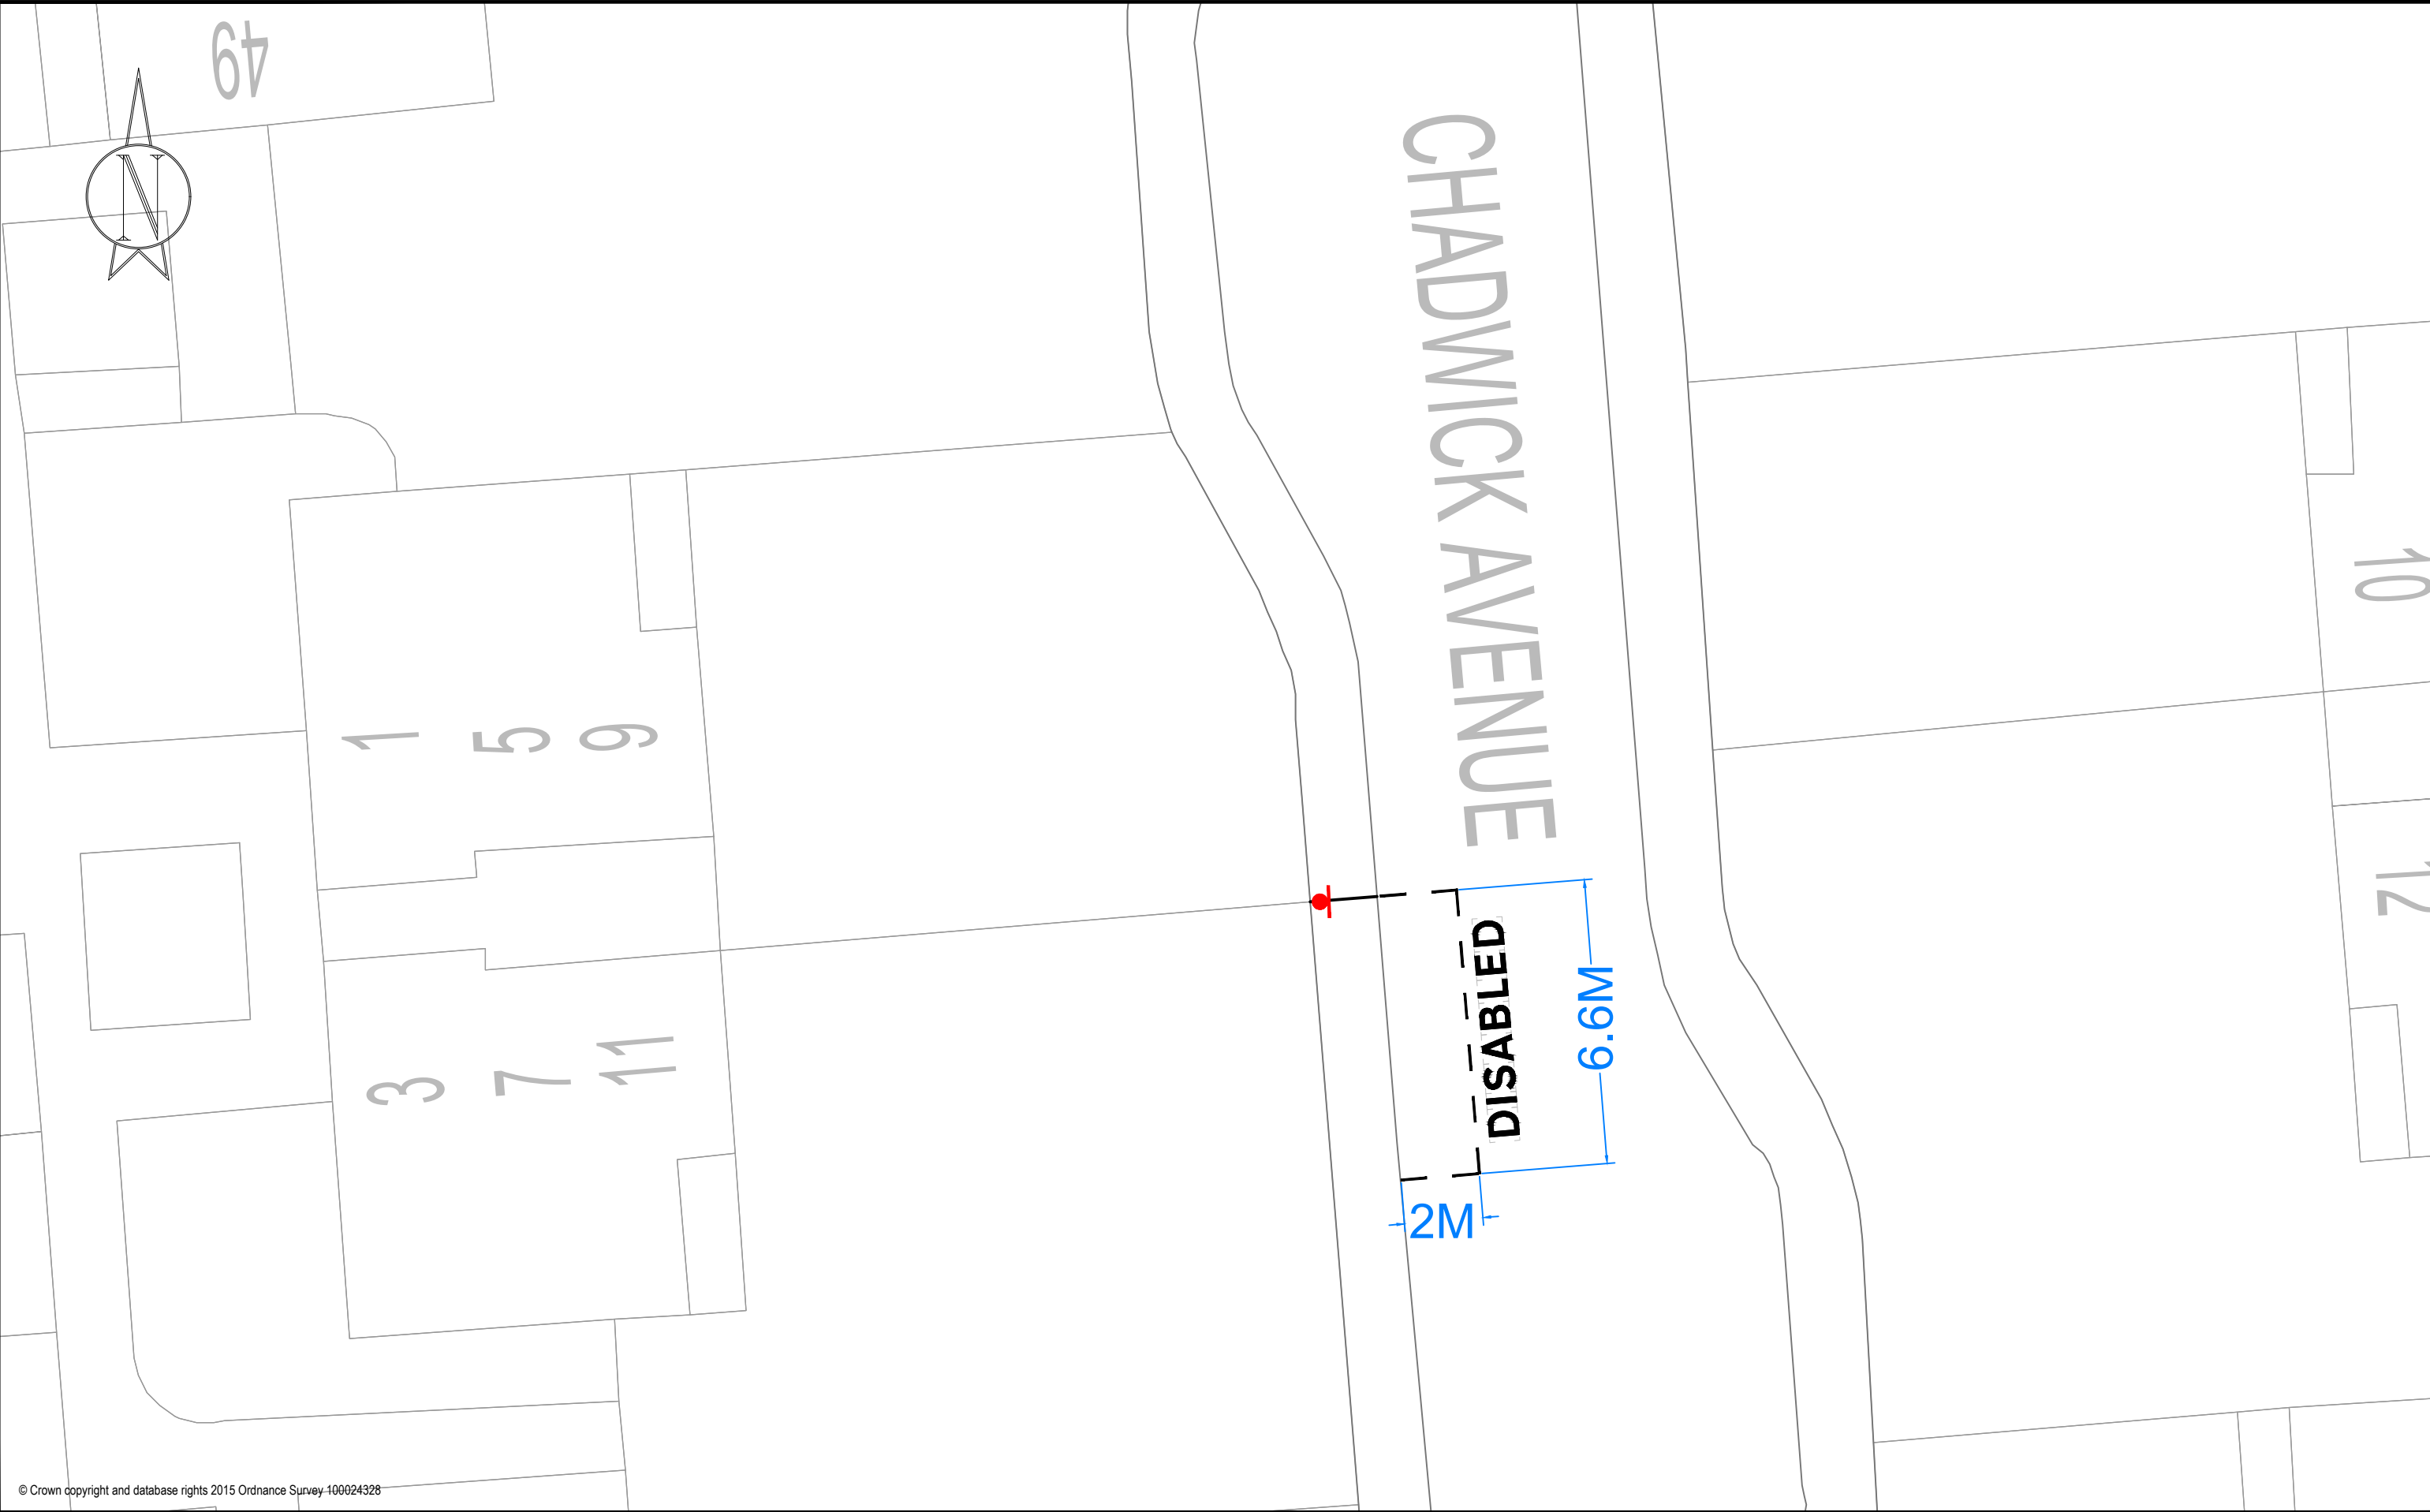 49
N
CHADWICK AVENUE
1
5
9
10
12
3
7
11
DISABLED
6.6M
2M
© Crown copyright and database rights 2015 Ordnance Survey 100024328